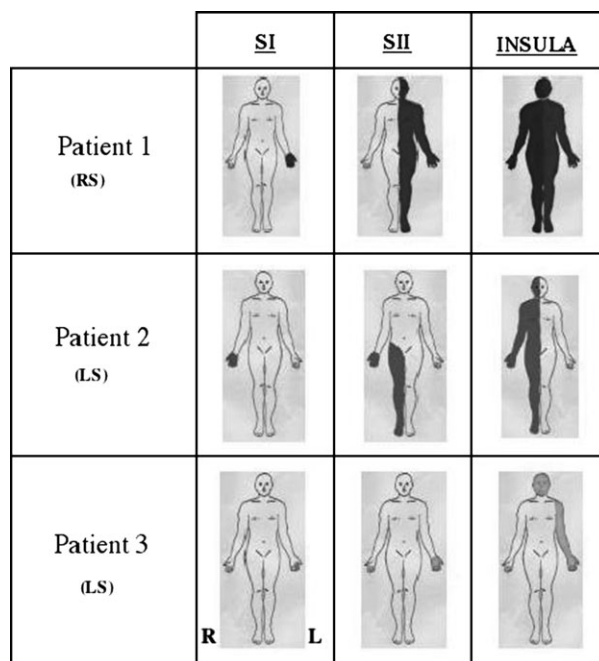 SI SII INSULA
Patient 1
(RS)
Patient 2
(LS)
Patient 3
(LS)
R L